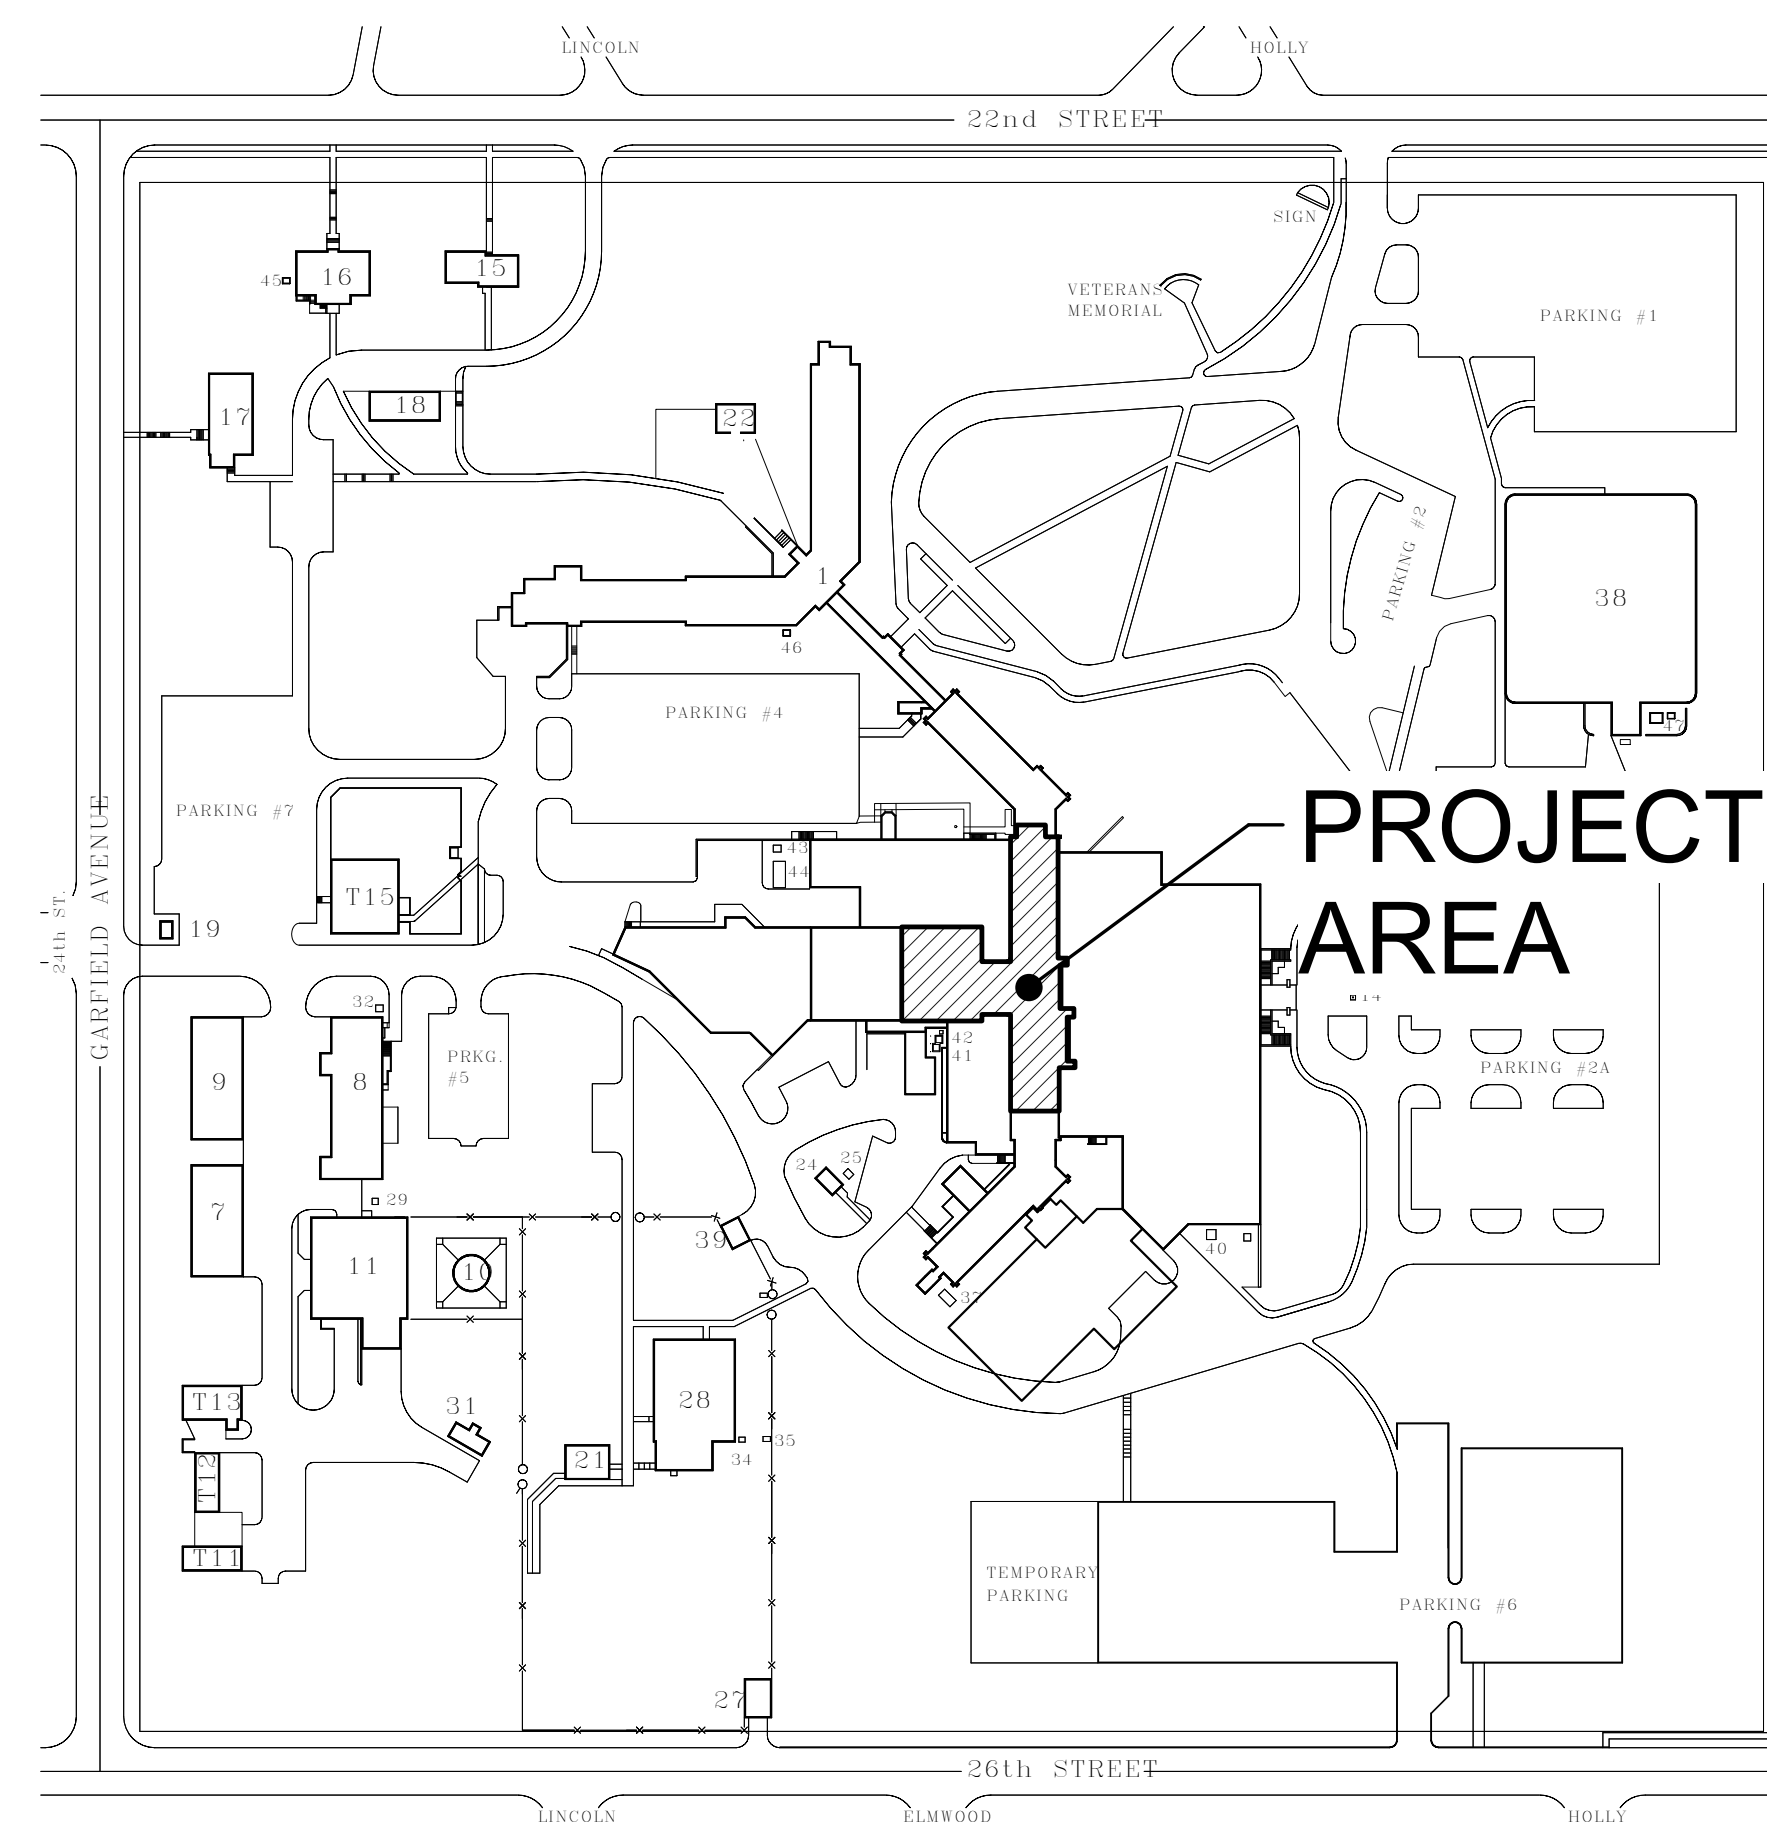 LINCOLN
HOLLY
22nd STREET
SIGN
45
16
15
VETERANS
MEMORIAL
PARKING #1
17
18
22
PARKING #2
1
38
46
PARKING #4
47
PROJECT
AREA
PARKING #7
GARFIELD AVENUE
24th ST.
43
44
T15
19
32
14
42
41
PRKG.
#5
9
8
PARKING #2A
24
25
29
7
39
40
11
10
37
T13
31
28
34
35
21
T12
T11
TEMPORARY
PARKING
PARKING #6
27
26th STREET
LINCOLN
ELMWOOD
HOLLY